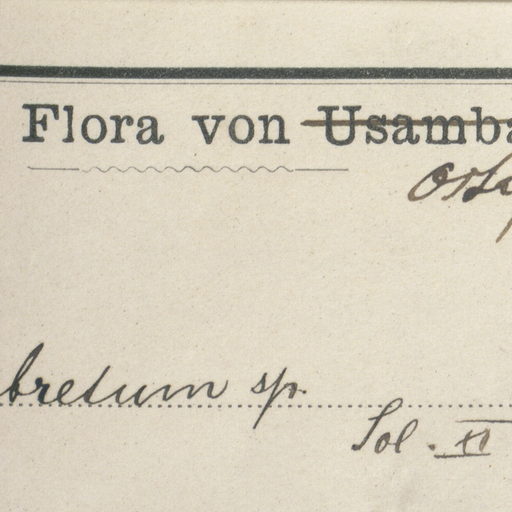 Flora von Usamba
bretum sp.
Sol. XI